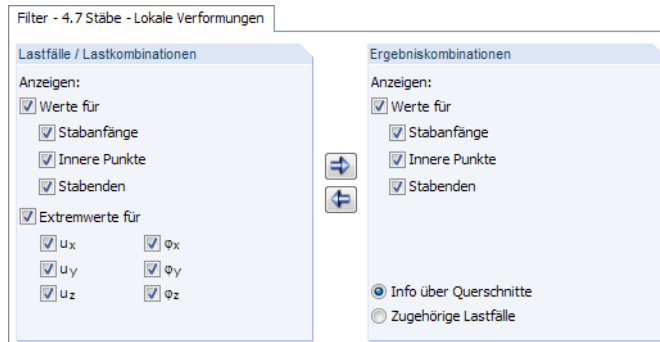 Filter - 4.7 Stäbe - Lokale Verformungen
Lastfälle / Lastkombinationen
Anzeigen:
Werte für
Stabanfänge
Innere Punkte
Stabenden
Extremwerte für
ux φx
uy φy
uz φz
Ergebniskombinationen
Anzeigen:
Werte für
Stabanfänge
Innere Punkte
Stabenden
Info über Querschnitte
Zugehörige Lastfälle